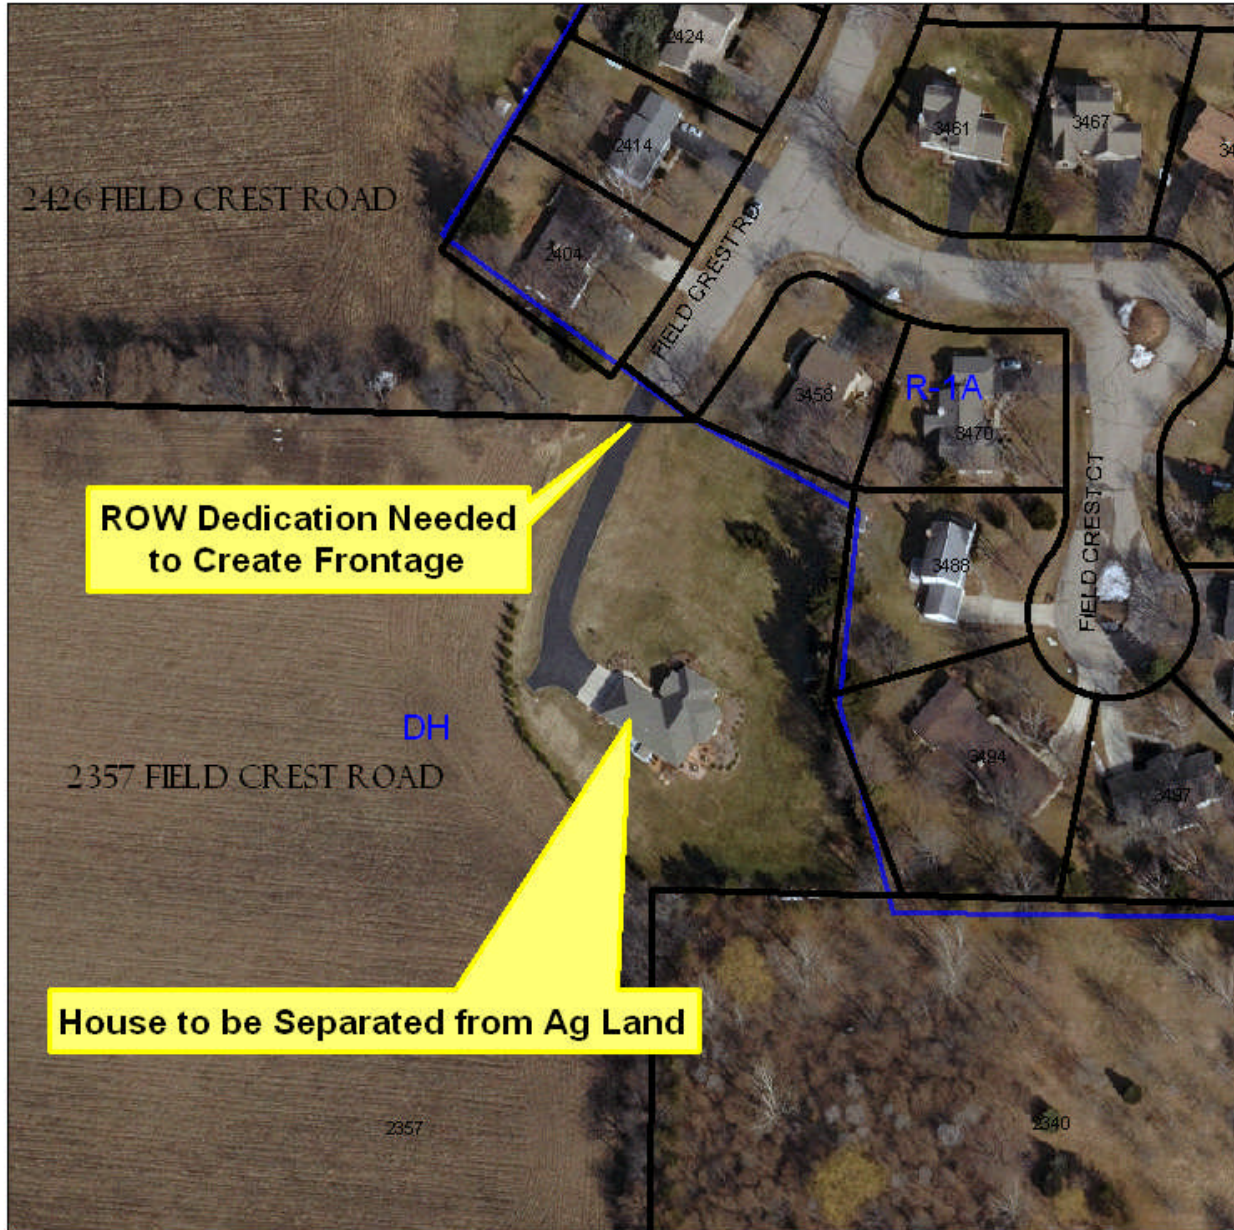 2424
2414
3461
3467
34
2426 FIELD CREST ROAD
2404
FIELD CREST RD
3458
R-1A
3470
ROW Dedication Needed
to Create Frontage
3488
FIELD CREST CT
DH
2357 FIELD CREST ROAD
3494
3497
House to be Separated from Ag Land
2357
2340